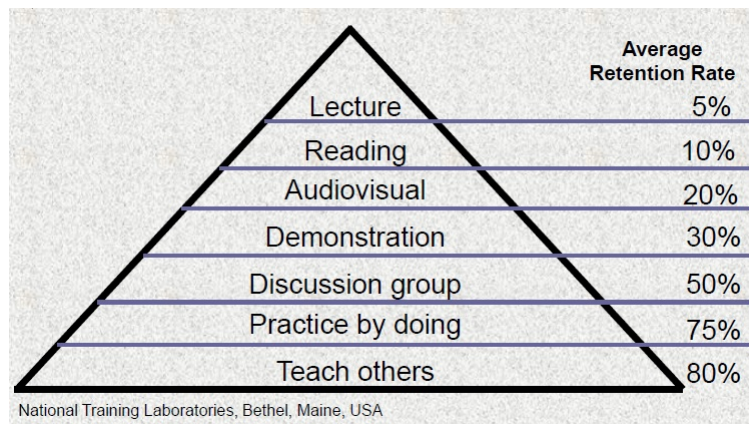 Average
Retention Rate
Lecture 5%
Reading 10%
Audiovisual 20%
Demonstration 30%
Discussion group 50%
Practice by doing 75%
Teach others 80%
National Training Laboratories, Bethel, Maine, USA